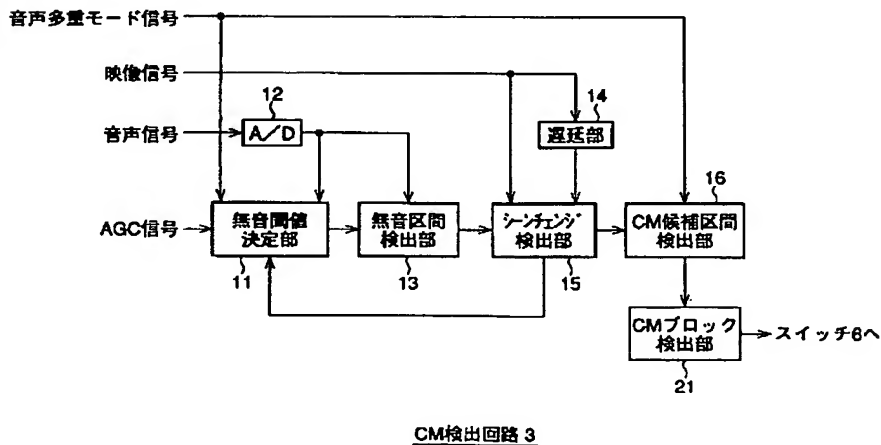 音声多重モード信号
映像信号
12
14
音声信号
A/D
遅延部
16
AGC信号
無音閾値
決定部
無音区間
検出部
シーンチェンジ
検出部
CM候補区間
検出部
11
13
15
CMブロック
検出部
スイッチ6へ
21
CM検出回路 3